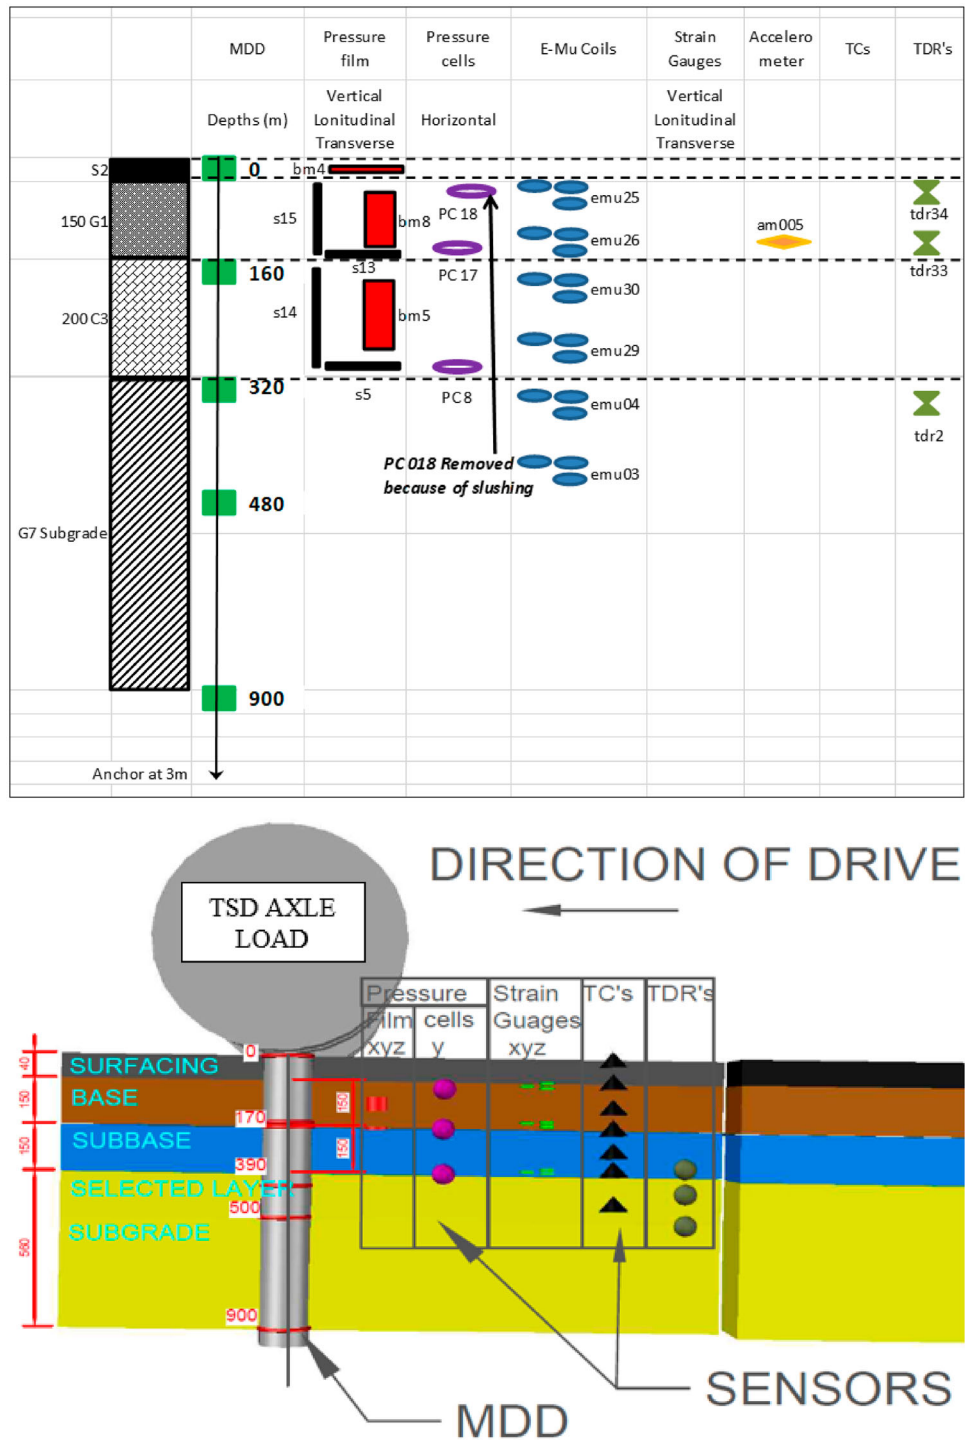 MDD
Pressure film
Pressure cells
E-Mu Coils
Strain Gauges
Accelero meter
TCs
TDR's
Depths (m)
Vertical Lonitudinal Transverse
Horizontal
Vertical Lonitudinal Transverse
S2
0
bm4
150 G1
s15
bm8
PC 18
emu25
tdr34
am005
emu26
s13
160
PC 17
tdr33
emu30
200 C3
s14
bm5
emu29
320
s5
PC 8
emu04
tdr2
PC 018 Removed because of slushing
emu03
480
G7 Subgrade
900
Anchor at 3m
DIRECTION OF DRIVE
TSD AXLE
LOAD
Pressure
Film xyz
cells y
Strain Guages xyz
TC's
TDR's
0
40
SURFACING
150
BASE
150
170
150
SUBBASE
150
390
SELECTED LAYER
500
SUBGRADE
560
900
SENSORS
MDD